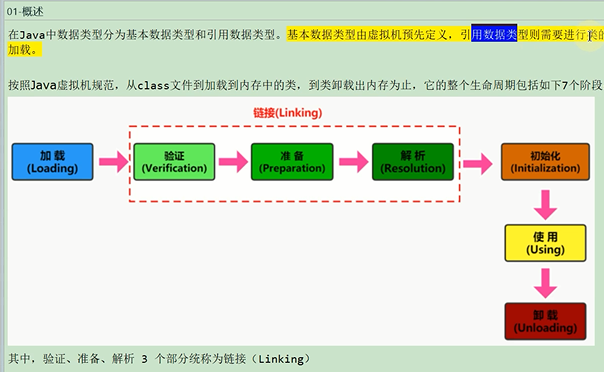 01-概述
在Java中数据类型分为基本数据类型和引用数据类型。基本数据类型由虚拟机预先定义，引用数据类型则需要进行类的
加载。
按照Java虚拟机规范，从class文件到加载到内存中的类，到类卸载出内存为止，它的整个生命周期包括如下7个阶段
链接(Linking)
加载
(Loading)
验证
(Verification)
准备
(Preparation)
解析
(Resolution)
初始化
(Initialization)
使用
(Using)
卸载
(Unloading)
其中，验证、准备、解析 3 个部分统称为链接（Linking）